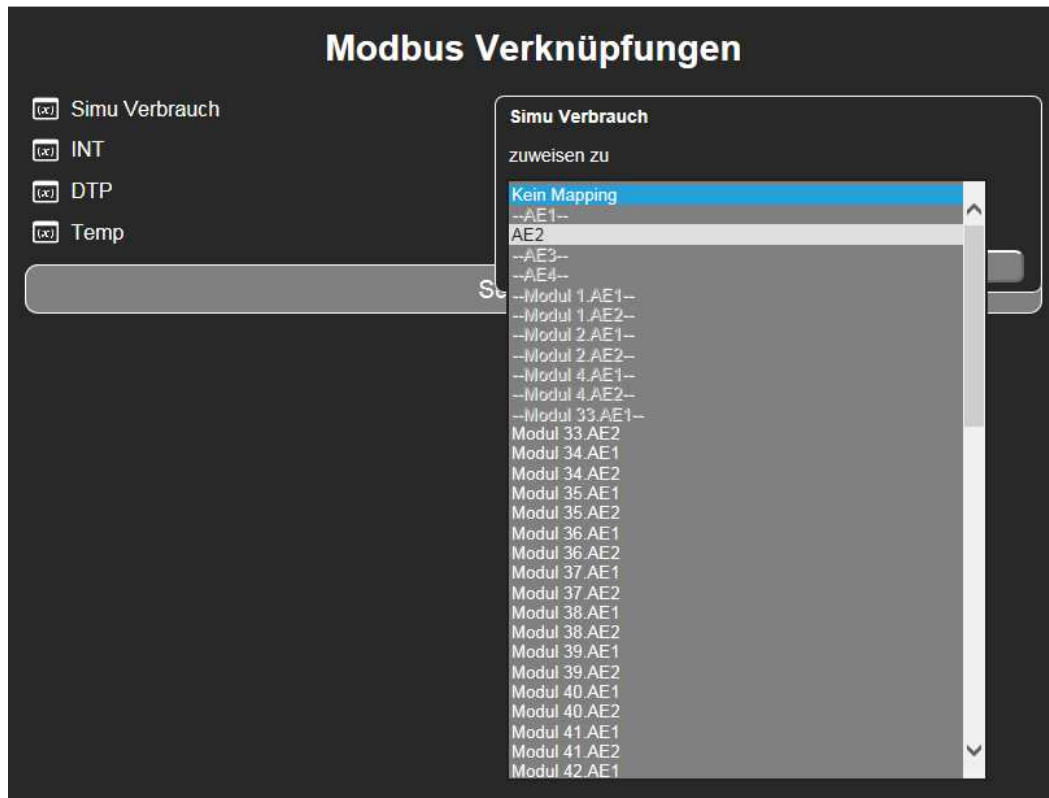 Modbus Verknüpfungen
Simu Verbrauch
INT
DTP
Temp
Simu Verbrauch
zuweisen zu
Kein Mapping
--AE1--
AE2
--AE3--
--AE4--
--Modul 1.AE1--
--Modul 1.AE2--
--Modul 2.AE1--
--Modul 2.AE2--
--Modul 4.AE1--
--Modul 4.AE2--
--Modul 33.AE1--
Modul 33.AE2
Modul 34.AE1
Modul 34.AE2
Modul 35.AE1
Modul 35.AE2
Modul 36.AE1
Modul 36.AE2
Modul 37.AE1
Modul 37.AE2
Modul 38.AE1
Modul 38.AE2
Modul 39.AE1
Modul 39.AE2
Modul 40.AE1
Modul 40.AE2
Modul 41.AE1
Modul 41.AE2
Modul 42.AE1